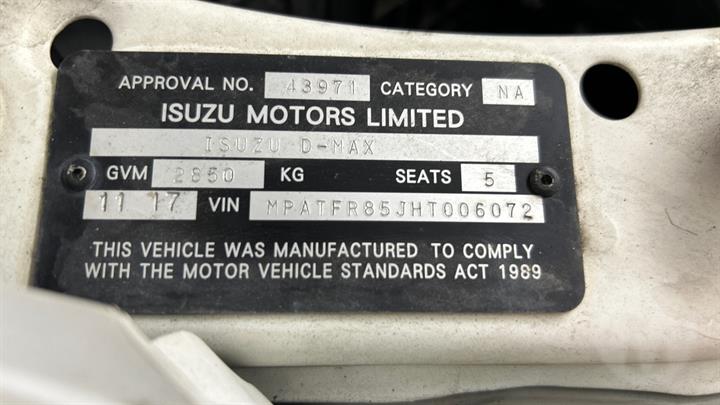 APPROVAL NO. 43971 CATEGORY NA
ISUZU MOTORS LIMITED
ISUZU D-MAX
GVM 2850 KG SEATS 5
11 17 VIN MPATFR85JHT006072
THIS VEHICLE WAS MANUFACTURED TO COMPLY
WITH THE MOTOR VEHICLE STANDARDS ACT 1989